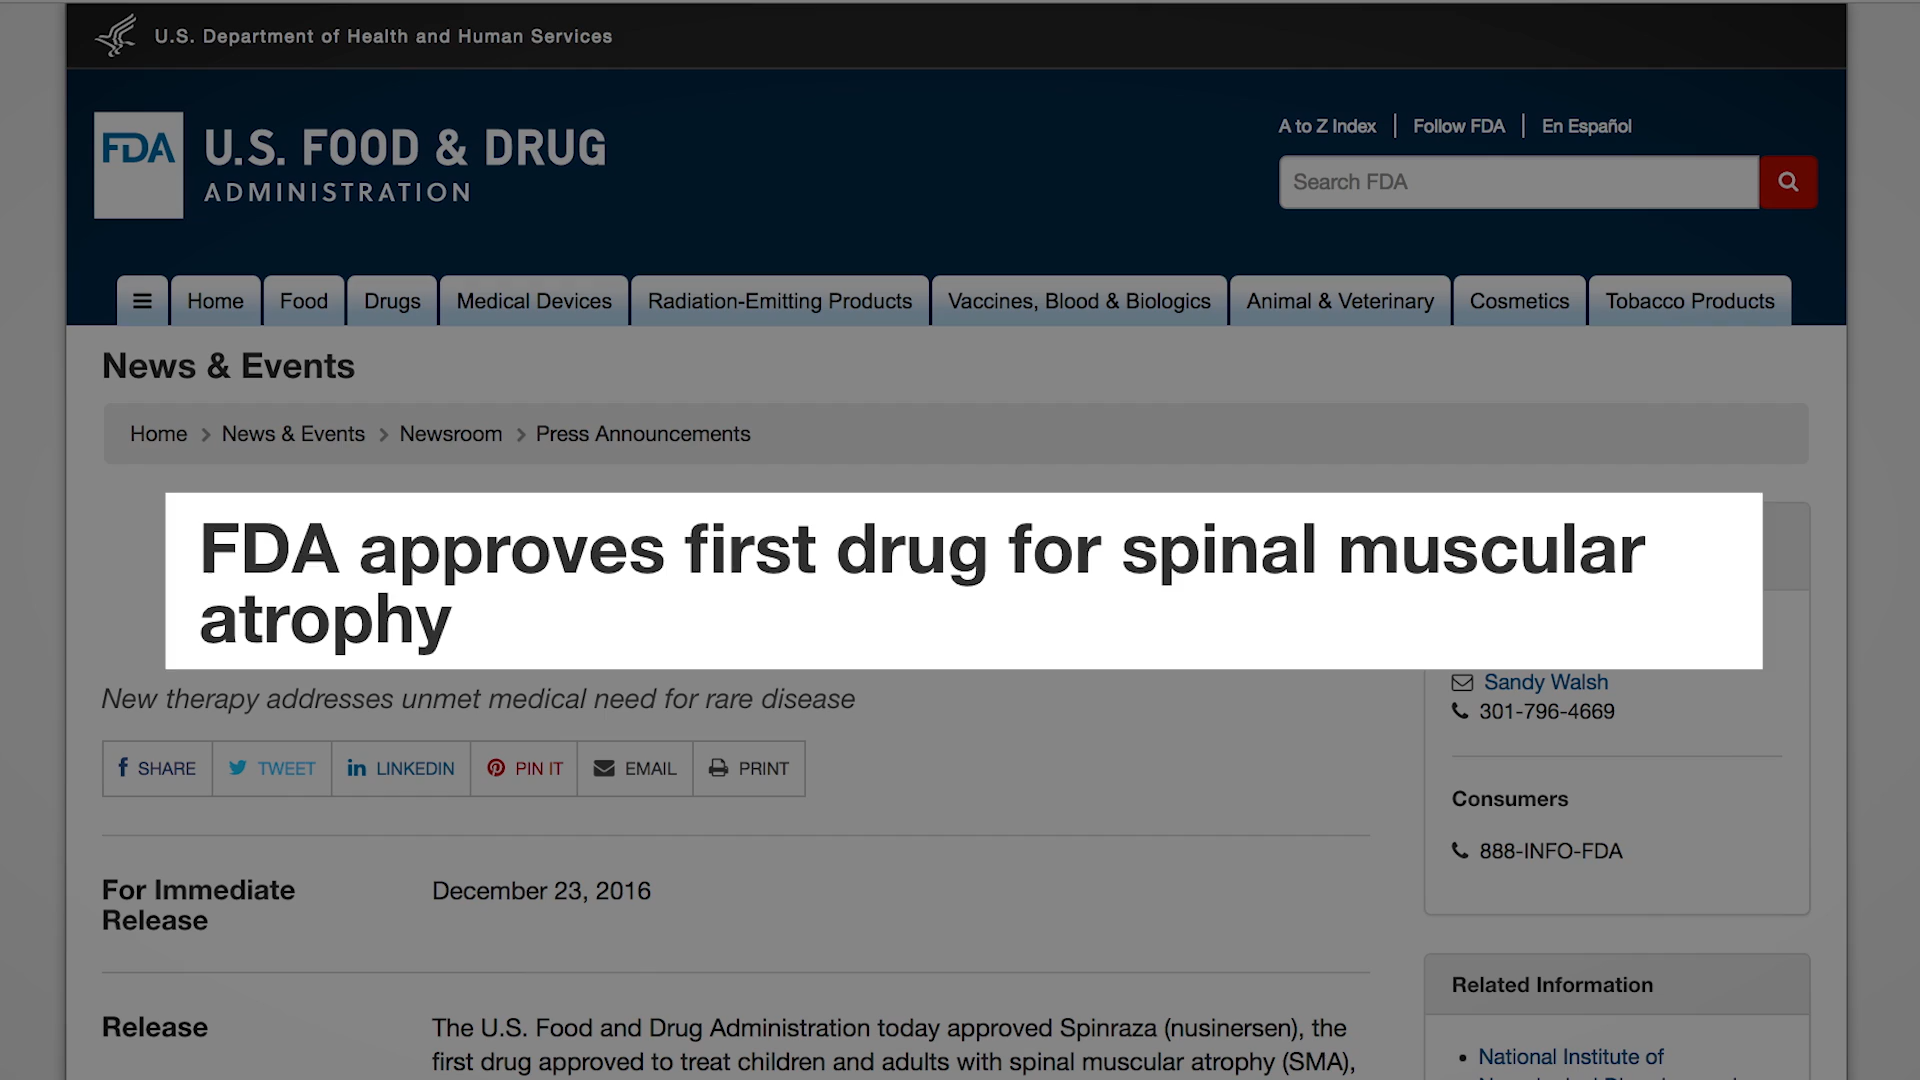 U.S. Department of Health and Human Services
FDA
U.S. FOOD & DRUG
ADMINISTRATION
A to Z Index | Follow FDA | En Español
Search FDA
Home Food Drugs Medical Devices Radiation-Emitting Products Vaccines, Blood & Biologics Animal & Veterinary Cosmetics Tobacco Products
News & Events
Home > News & Events > Newsroom > Press Announcements
FDA approves first drug for spinal muscular
atrophy
New therapy addresses unmet medical need for rare disease
SHARE TWEET LINKEDIN PIN IT EMAIL PRINT
For Immediate
Release
December 23, 2016
Release
The U.S. Food and Drug Administration today approved Spinraza (nusinersen), the
first drug approved to treat children and adults with spinal muscular atrophy (SMA),
Sandy Walsh
301-796-4669
Consumers
888-INFO-FDA
Related Information
• National Institute of